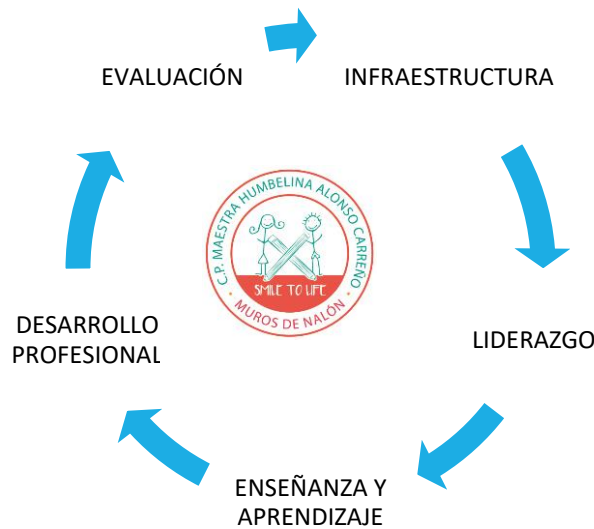 EVALUACIÓN
INFRAESTRUCTURA
C.P. MAESTRA HUMBELINA ALONSO CARREÑO
SMILE TO LIFE
MUROS DE NALÓN
DESARROLLO
PROFESIONAL
LIDERAZGO
ENSEÑANZA Y
APRENDIZAJE